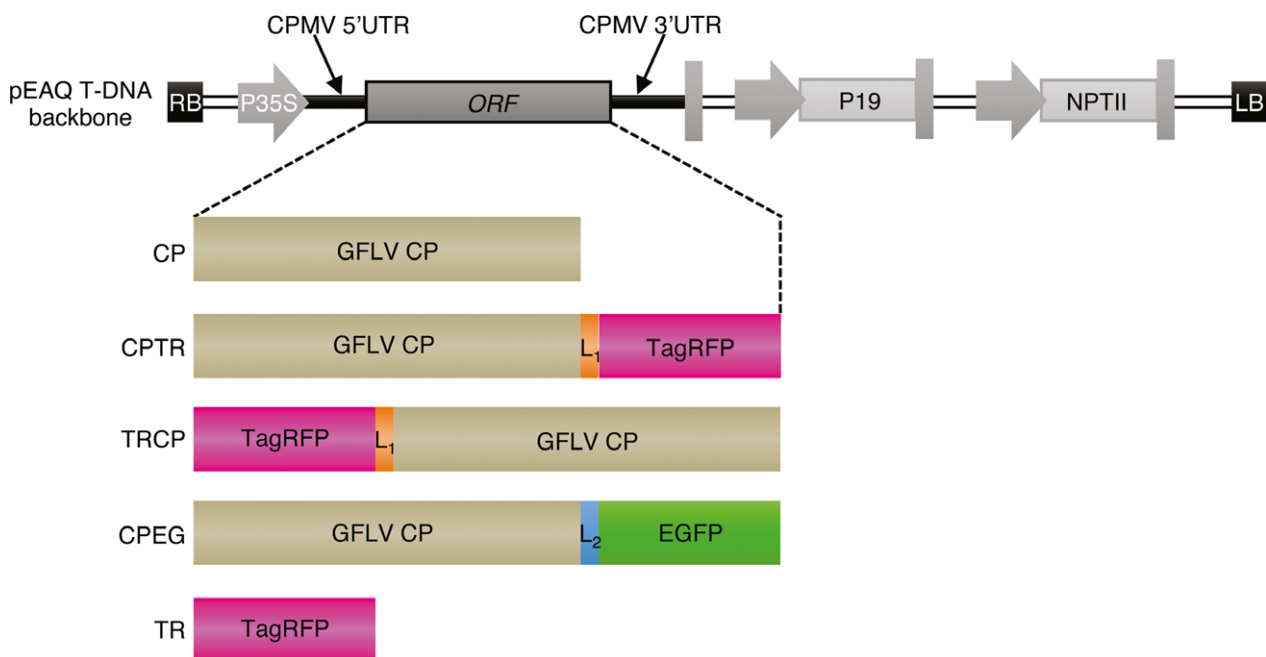 CPMV 5’UTR CPMV 3’UTR
pEAQ T-DNA
backbone
RB P35S ORF P19 NPTII LB
CP GFLV CP
CPTR GFLV CP L1 TagRFP
TRCP TagRFP L1 GFLV CP
CPEG GFLV CP L2 EGFP
TR TagRFP